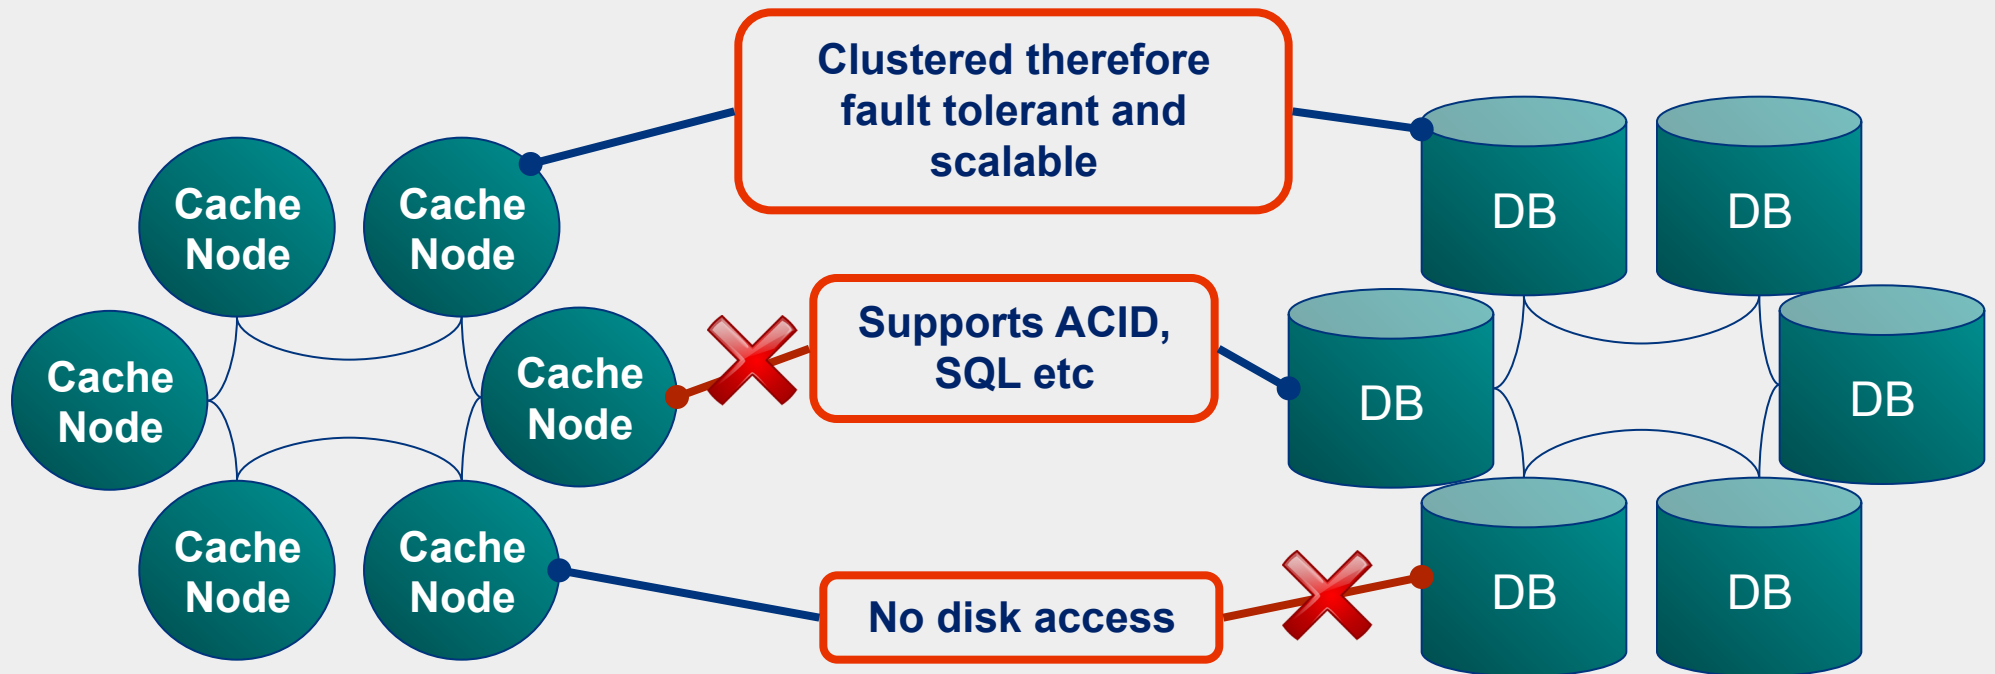 Clustered therefore
fault tolerant and
scalable
Cache
Node
Cache
Node
DB
DB
Cache
Node
Cache
Node
Supports ACID,
SQL etc
DB
DB
Cache
Node
Cache
Node
No disk access
DB
DB